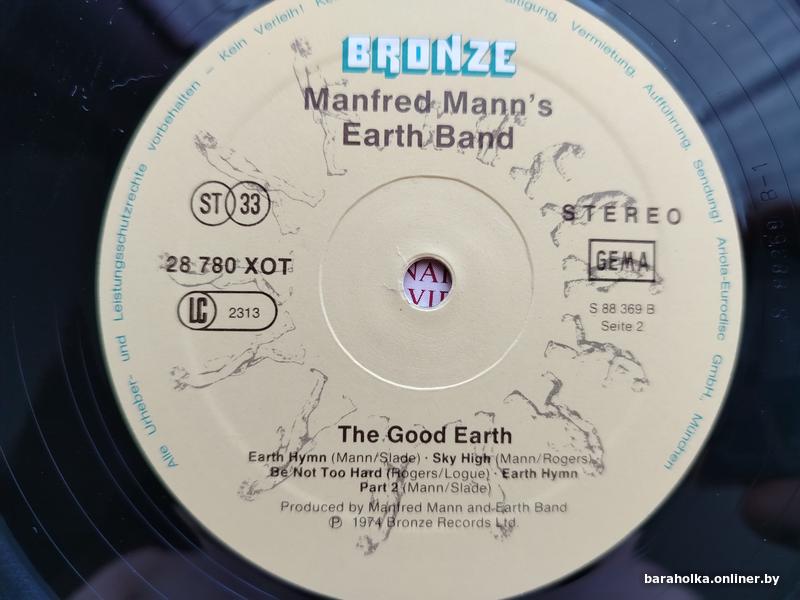 Alle Urheber- und Leistungsschutzrechte vorbehalten – Kein Verleih! Vermietung, Aufführung, Sendung! Ariola-Eurodisc GmbH., München
BRONZE
Manfred Mann's
Earth Band
ST 33
STEREO
28 780 XOT
GEMA
LC 2313
S 88 369 B
Seite 2
The Good Earth
Earth Hymn (Mann/Slade) · Sky High (Mann/Rogers)
Be Not Too Hard (Rogers/Logue) · Earth Hymn
Part 2 (Mann/Slade)
Produced by Manfred Mann and Earth Band
Ⓟ 1974 Bronze Records Ltd.
baraholka.onliner.by